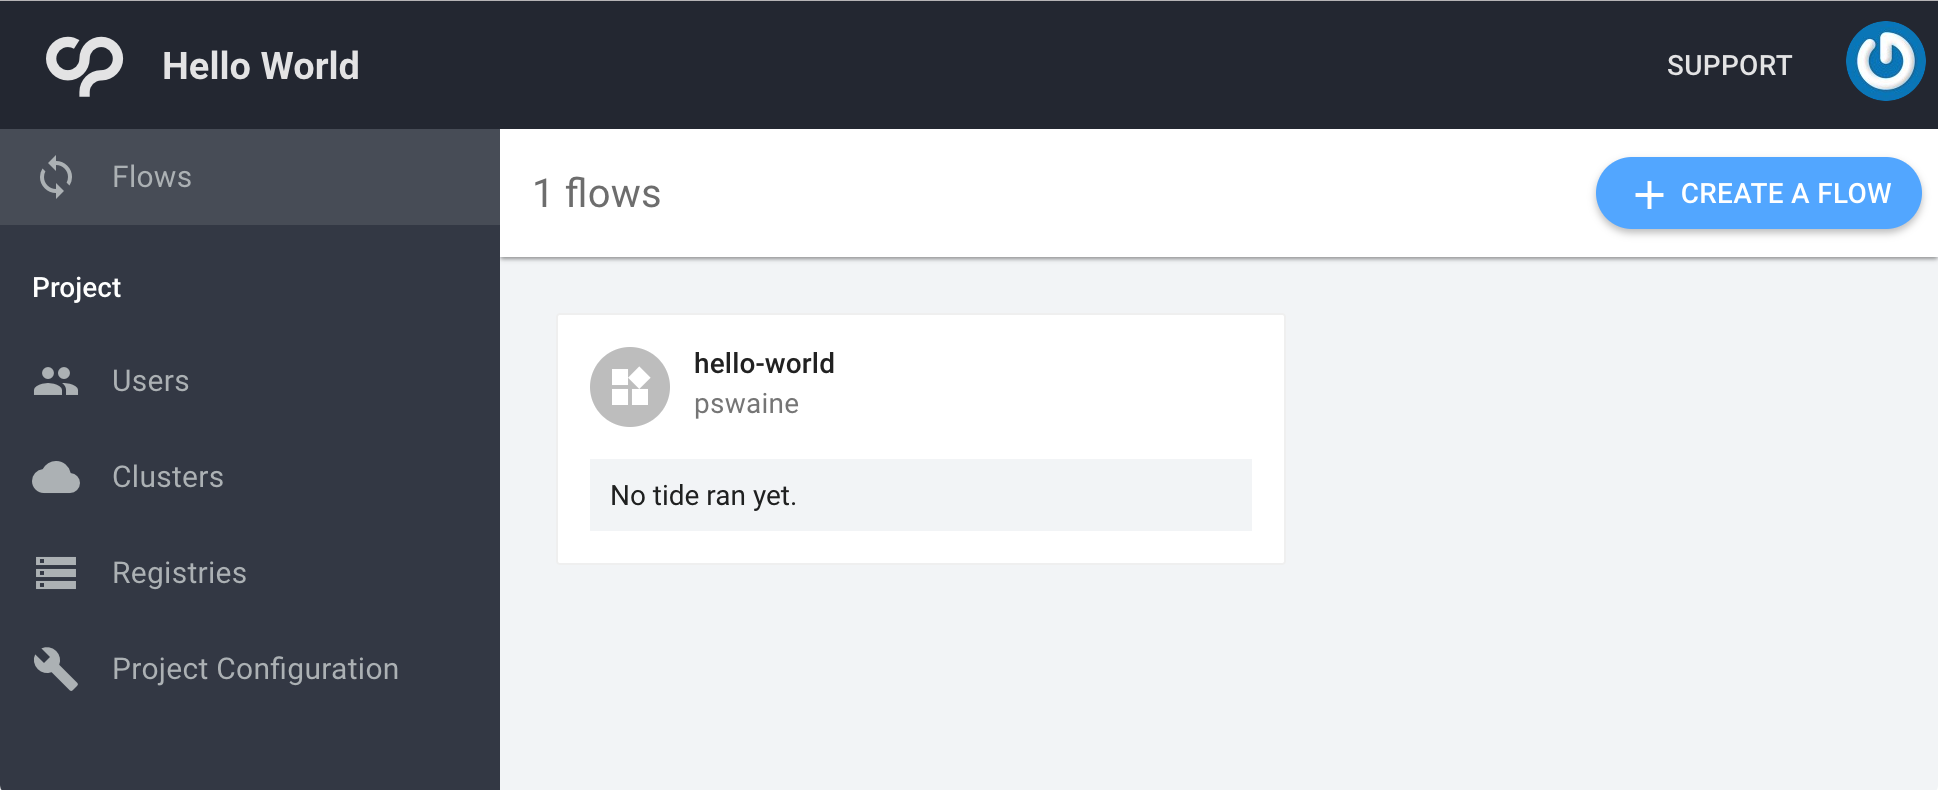 Hello World
SUPPORT
Flows
1 flows
CREATE A FLOW
Project
Users
Clusters
Registries
Project Configuration
hello-world
pswaine
No tide ran yet.